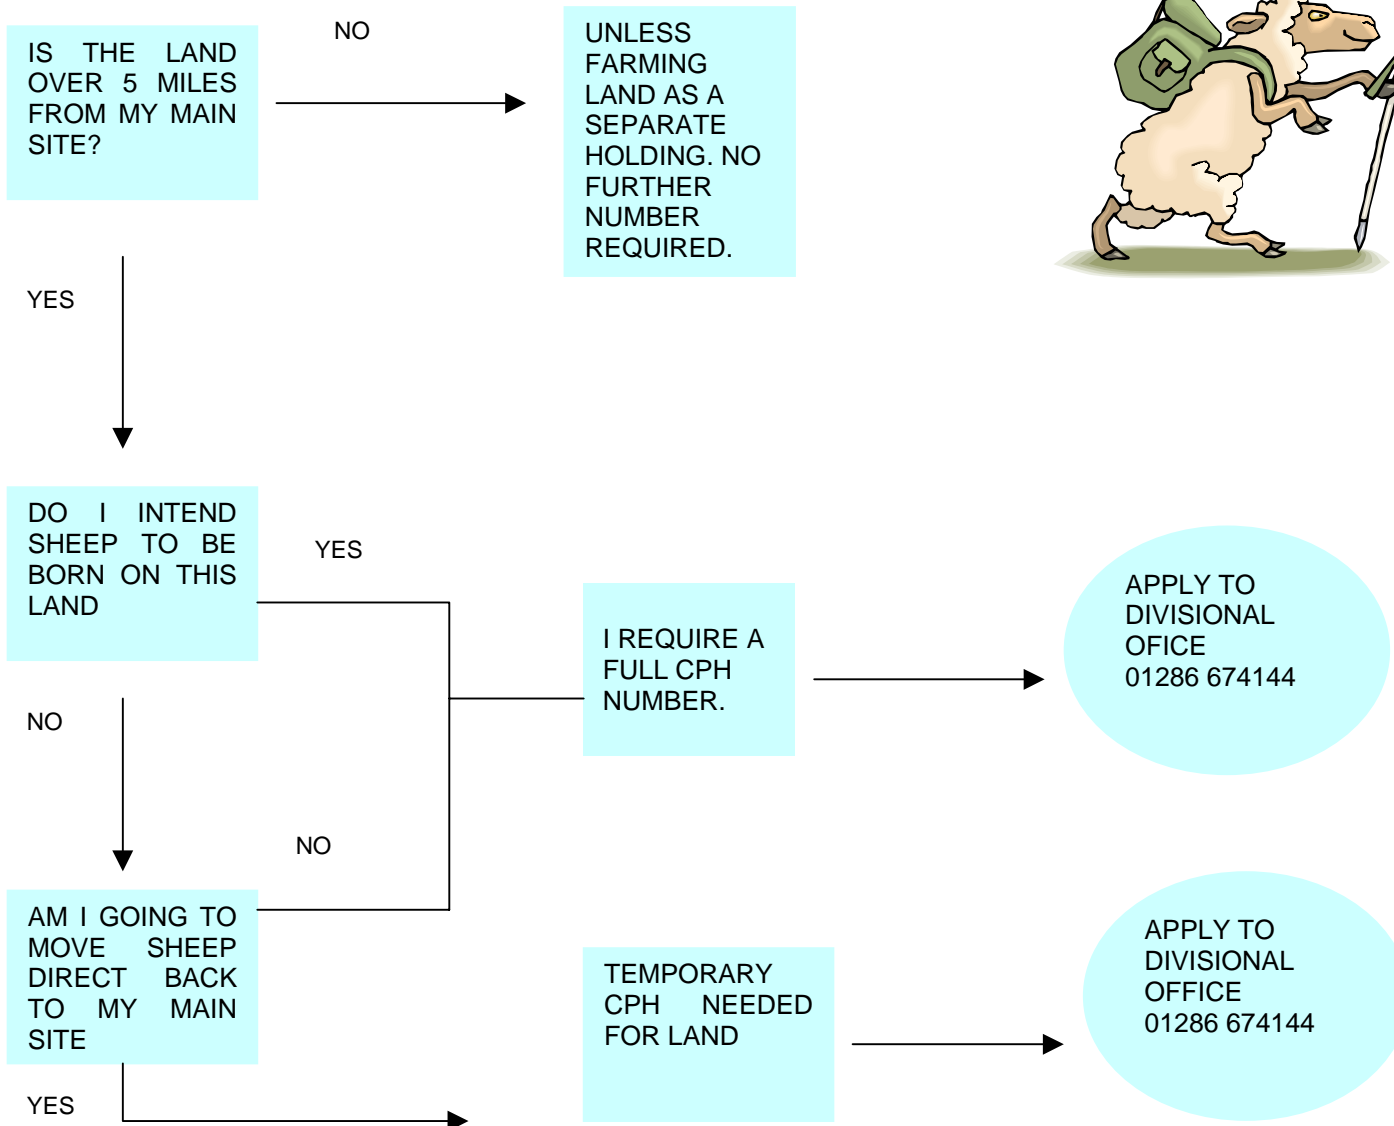 IS THE LAND
OVER 5 MILES
FROM MY MAIN
SITE?
NO
UNLESS
FARMING
LAND AS A
SEPARATE
HOLDING. NO
FURTHER
NUMBER
REQUIRED.
YES
DO I INTEND
SHEEP TO BE
BORN ON THIS
LAND
YES
I REQUIRE A
FULL CPH
NUMBER.
APPLY TO
DIVISIONAL
OFICE
01286 674144
NO
NO
AM I GOING TO
MOVE SHEEP
DIRECT BACK
TO MY MAIN
SITE
YES
TEMPORARY
CPH NEEDED
FOR LAND
APPLY TO
DIVISIONAL
OFFICE
01286 674144